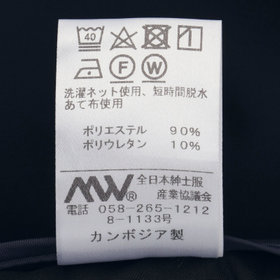 40
F W
洗濯ネット使用、短時間脱水
あて布使用
ポリエステル 90%
ポリウレタン 10%
MW® 全日本紳士服
産業協議会
電話 058-265-1212
8-1133号
カンボジア製